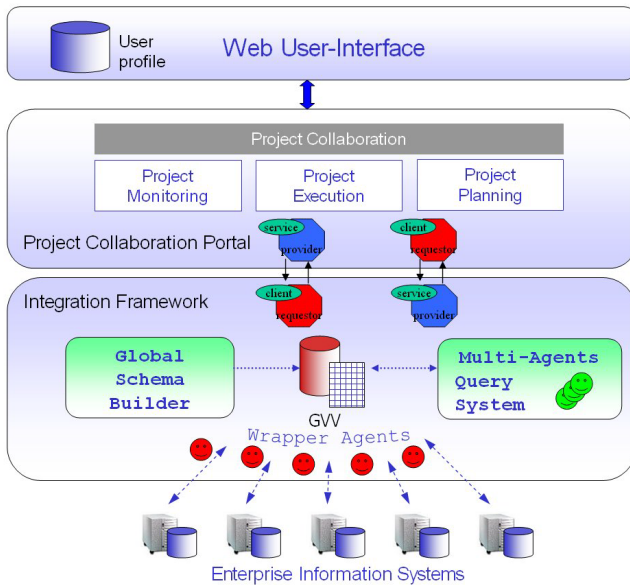 User
profile
Web User-Interface
Project Collaboration
Project
Monitoring
Project
Execution
Project
Planning
Project Collaboration Portal
service
provider
client
requestor
client
requestor
service
provider
Integration Framework
Global
Schema
Builder
GVV
Multi-Agents
Query
System
Wrapper Agents
Enterprise Information Systems